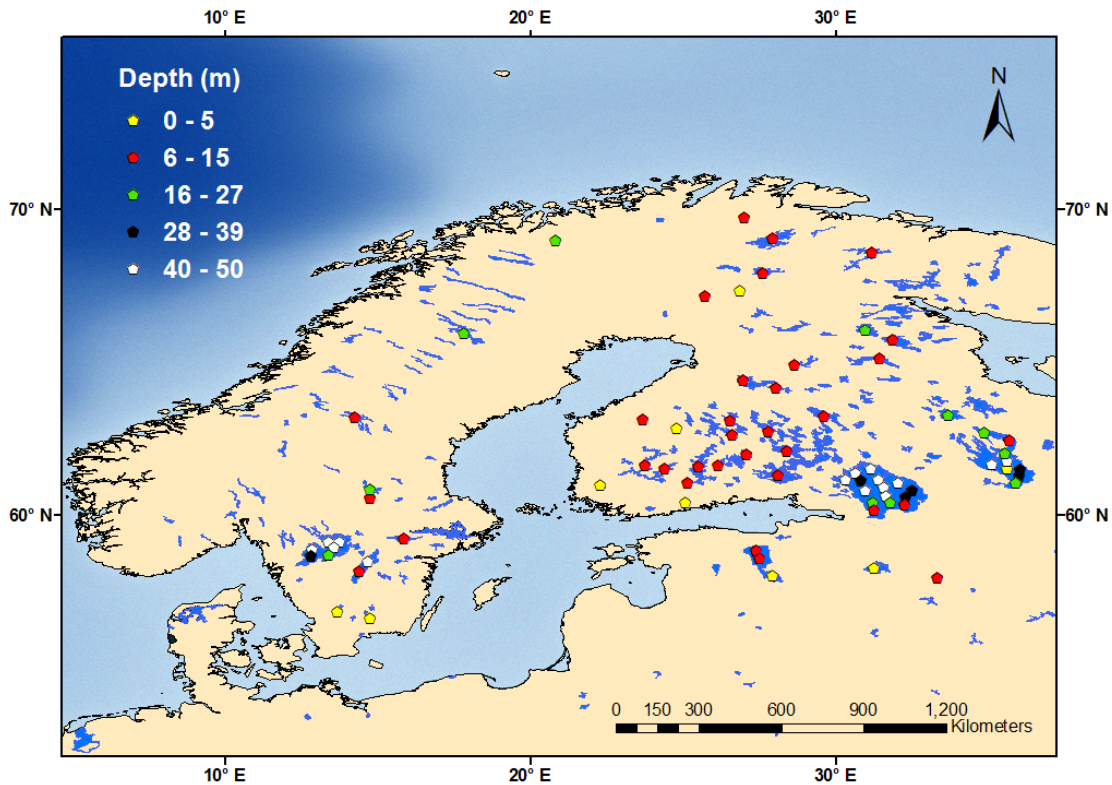 10° E 20° E 30° E
Depth (m)
0 - 5
6 - 15
16 - 27
28 - 39
40 - 50
N
70° N 70° N
60° N 60° N
0 150 300 600 900 1,200
Kilometers
10° E 20° E 30° E